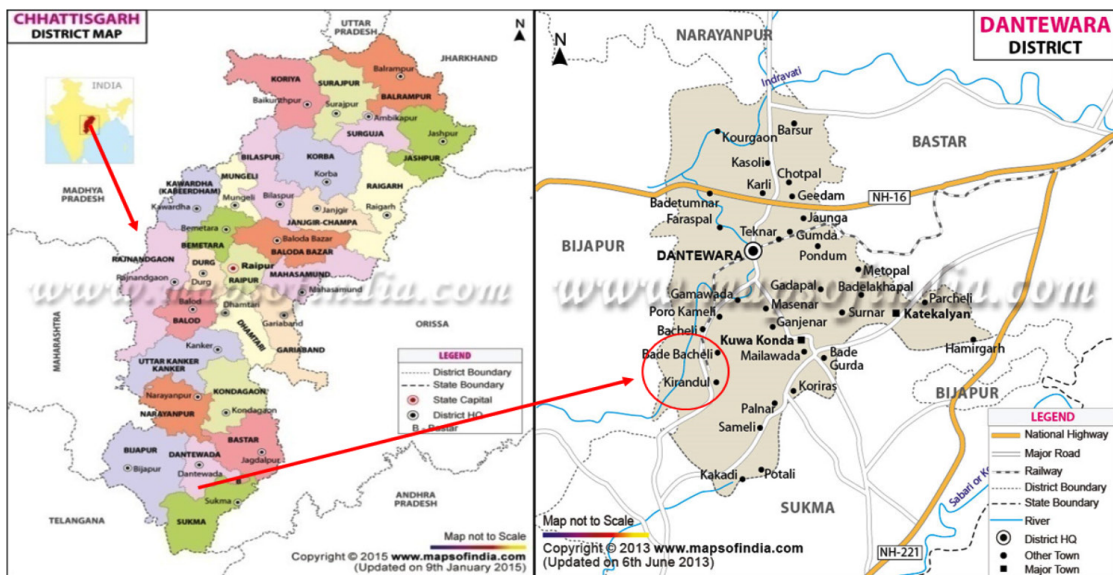 CHHATTISGARH
DISTRICT MAP
N
UTTAR
PRADESH
JHARKHAND
INDIA
MADHYA
PRADESH
KORIYA
Baikunthpur
SURAJPUR
Surajpur
Balrampur
BALRAMPUR
Ambikapur
SURGUJA
Jashpur
JASHPUR
BILASPUR
KORBA
Korba
MUNGELI
Mungeli
KAWARDHA
(KABEERDHAM)
Kawardha
Bilaspur
RAIGARH
Raigarh
Janjgir
JANJGIR-CHAMPA
Bemetara
BEMETARA
Baloda Bazar
BALODA BAZAR
RAJNANDGAON
Rajnandgaon
DURG
Durg
Raipur
RAIPUR
MAHASAMUND
Mahasamund
www.mapsofindia.com
Balod
BALOD
Dhamtari
DHAMTARI
Gariaband
GARIABAND
MAHARASHTRA
ORISSA
Kanker
UTTAR KANKER
KANKER
KONDAGAON
Kondagaon
Narayanpur
NARAYANPUR
BASTAR
Jagdalpur
BIJAPUR
Bijapur
DANTEWADA
Dantewada
Sukma
SUKMA
TELANGANA
ANDHRA
PRADESH
LEGEND
District Boundary
State Boundary
State Capital
District HQ
B - Bastar
Map not to Scale
Copyright © 2015 www.mapsofindia.com
(Updated on 9th January 2015)
DANTEWARA
DISTRICT
N
NARAYANPUR
Indravati
BASTAR
Barsur
Kourgaon
Kasoli
Chotpal
Karli
Geedam
NH-16
Badetumnar
Faraspal
Jaunga
Teknar
Gumda
Pondum
BIJAPUR
DANTEWARA
Metopal
www.mapsofindia.com
Gadapal
Badelakhapal
Gamawada
Masenar
Parcheli
Poro Kameli
Surnar
Katekalyan
Bacheli
Ganjenar
Kuwa Konda
Hamirgarh
Bade Bacheli
Mailawada
Bade
Gurda
Kirandul
Koriras
BIJAPUR
Palnar
Sameli
Kakadi
Potali
SUKMA
NH-221
LEGEND
National Highway
Major Road
Railway
District Boundary
State Boundary
River
District HQ
Other Town
Major Town
Map not to Scale
Copyright © 2013 www.mapsofindia.com
(Updated on 6th June 2013)
Sabari or